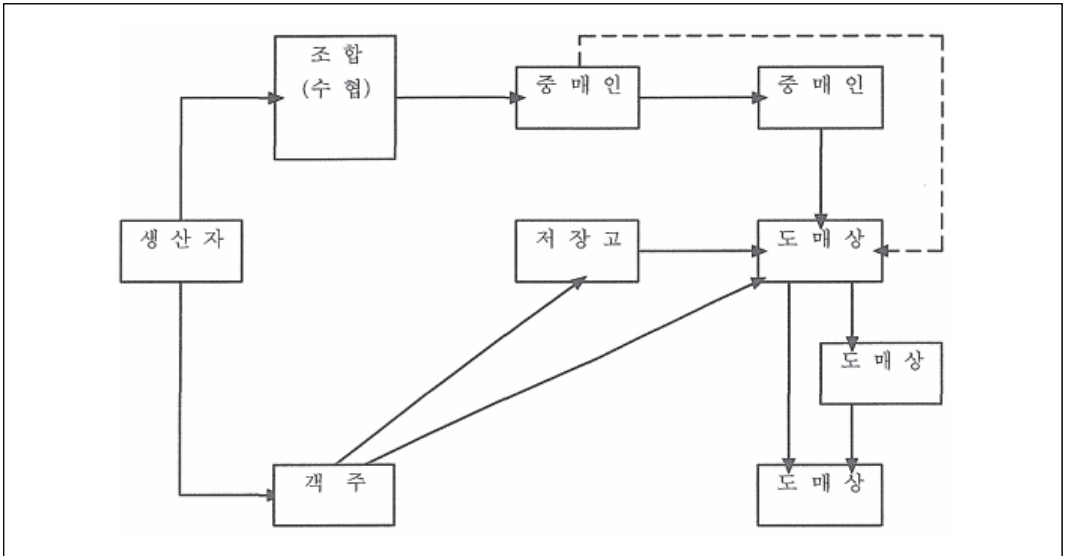 조 합
(수 협)
중 매 인
중 매 인
생 산 자
저 장 고
도 매 상
도 매 상
객 주
도 매 상